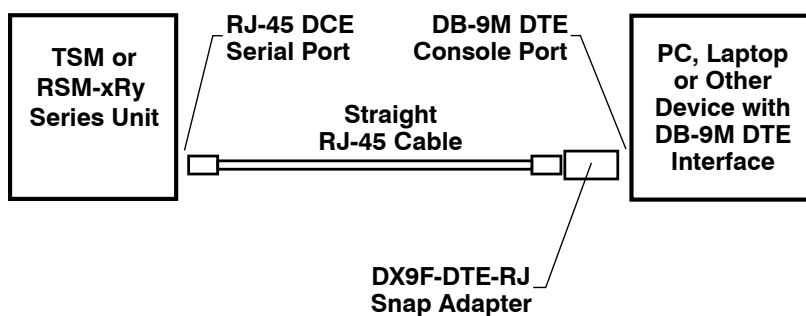 TSM or
RSM-xRy
Series Unit
RJ-45 DCE
Serial Port
Straight
RJ-45 Cable
DB-9M DTE
Console Port
PC, Laptop
or Other
Device with
DB-9M DTE
Interface
DX9F-DTE-RJ
Snap Adapter